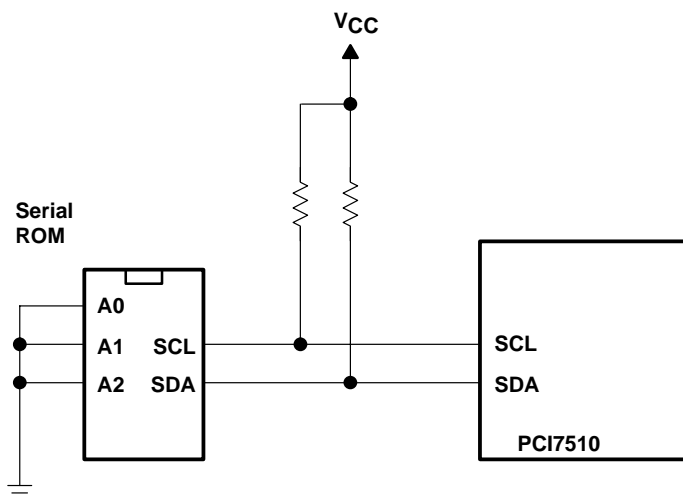 VCC
Serial
ROM
A0
A1 SCL
A2 SDA
SCL
SDA
PCI7510